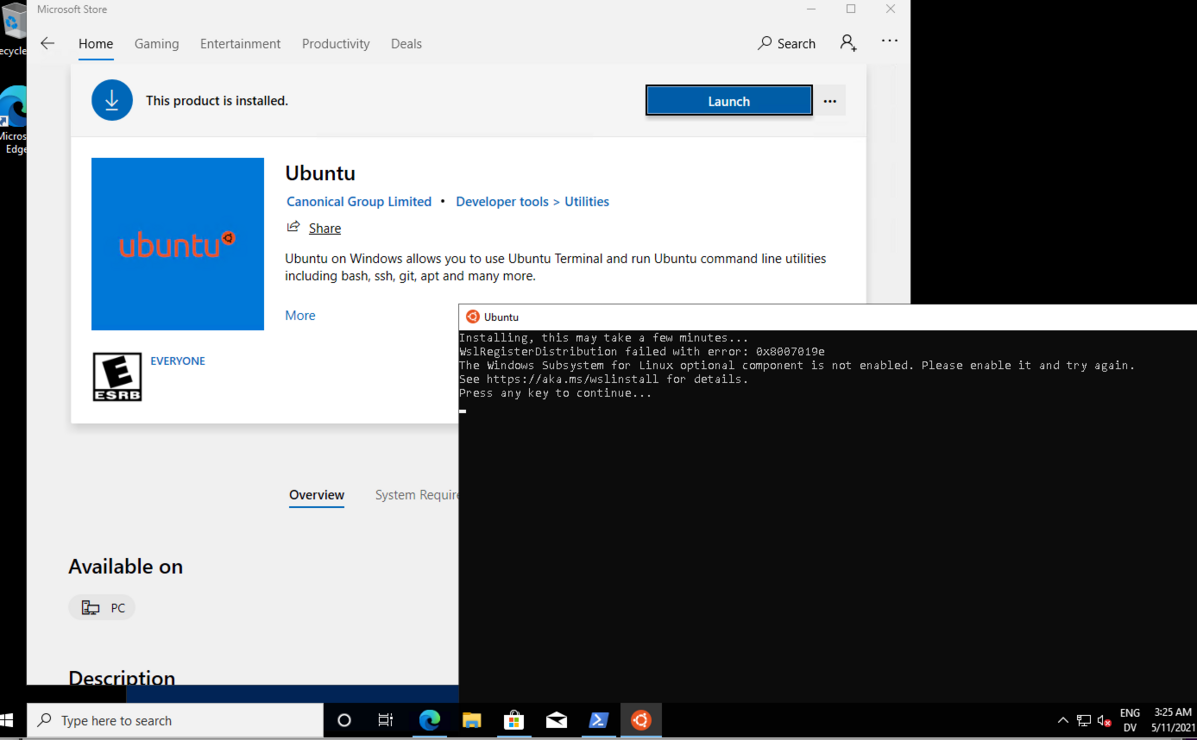 Microsoft Store
Home Gaming Entertainment Productivity Deals Search
ecycle
This product is installed. Launch
Micros
Edge
ubuntu
Ubuntu
Canonical Group Limited • Developer tools > Utilities
Share
Ubuntu on Windows allows you to use Ubuntu Terminal and run Ubuntu command line utilities
including bash, ssh, git, apt and many more.
More
E
ESRB
EVERYONE
Ubuntu
Installing, this may take a few minutes...
WslRegisterDistribution failed with error: 0x8007019e
The Windows Subsystem for Linux optional component is not enabled. Please enable it and try again.
See https://aka.ms/wslinstall for details.
Press any key to continue...
Overview System Require
Available on
PC
Description
Type here to search
ENG
DV
3:25 AM
5/11/2021